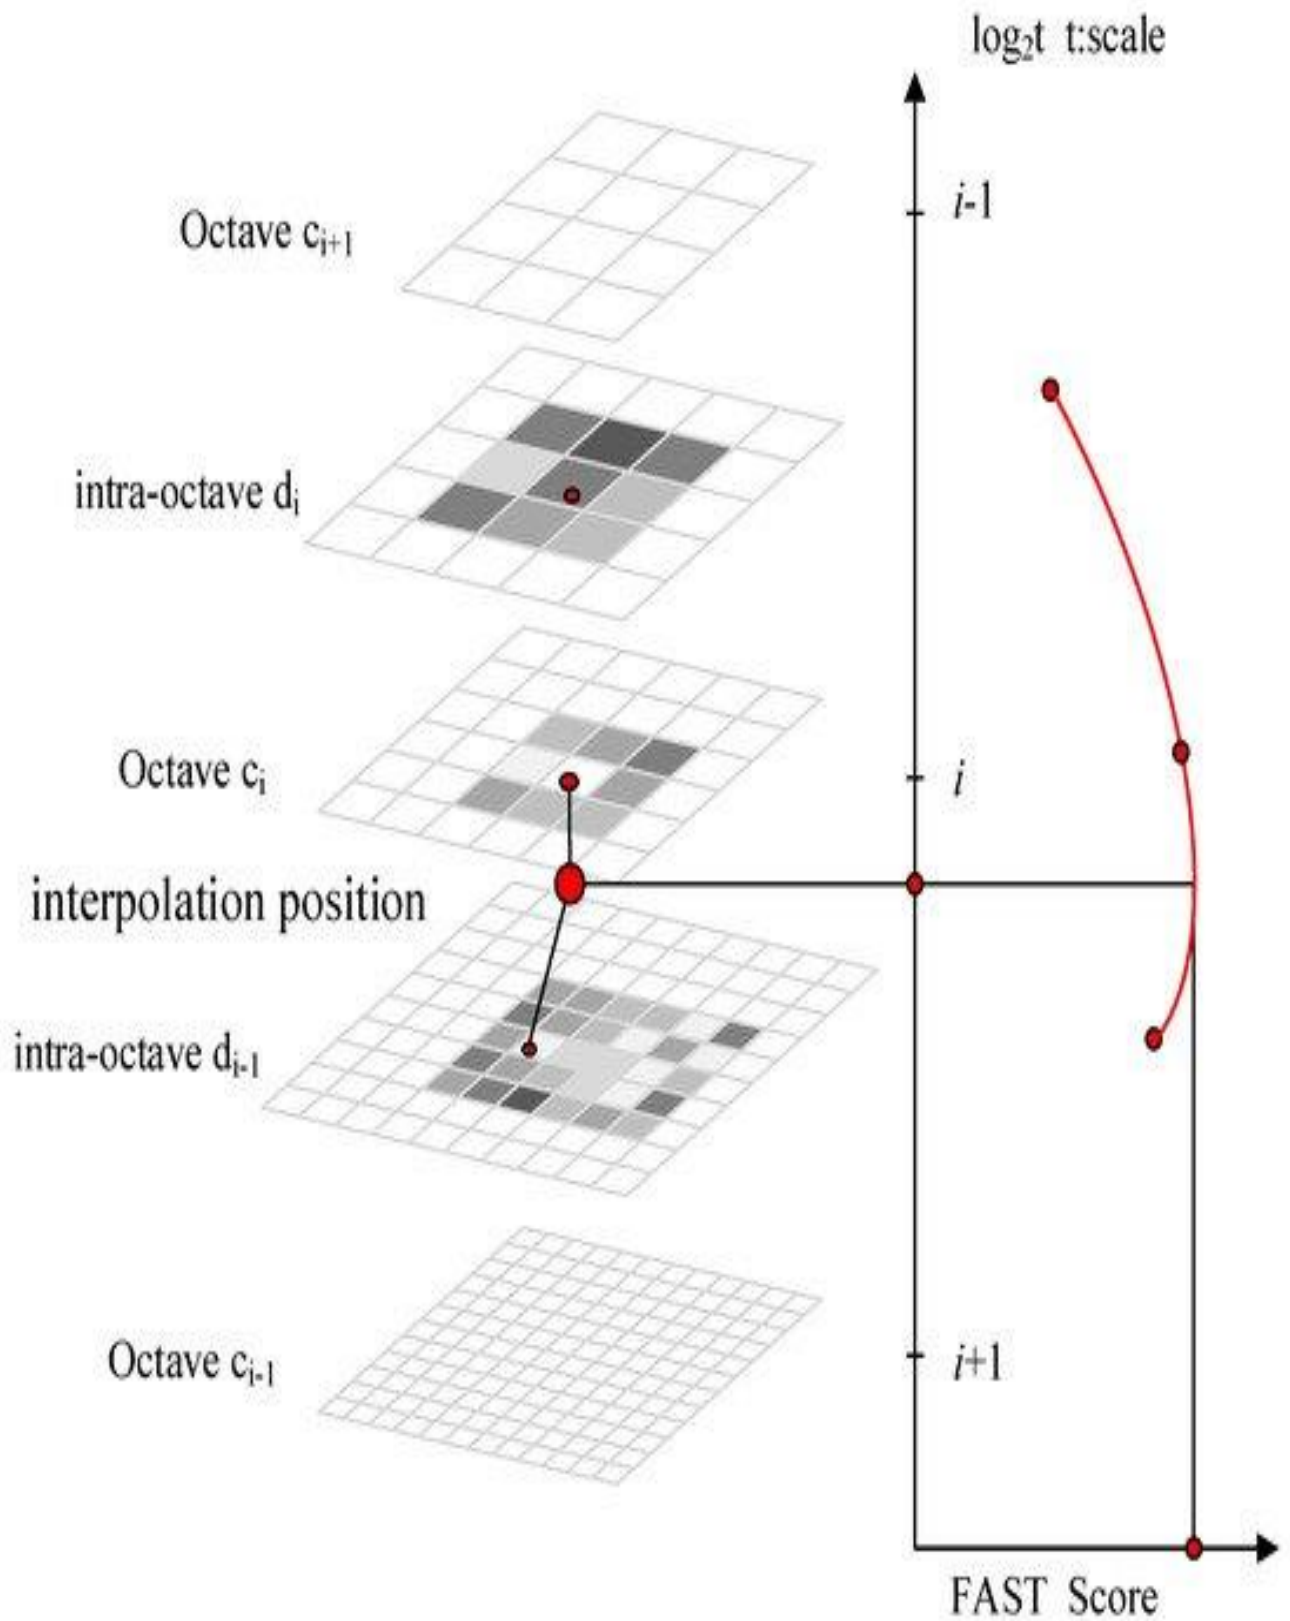 log₂t t:scale
i-1
Octave cᵢ₊₁
intra-octave dᵢ
Octave cᵢ
i
interpolation position
intra-octave dᵢ₋₁
Octave cᵢ₋₁
i+1
FAST Score